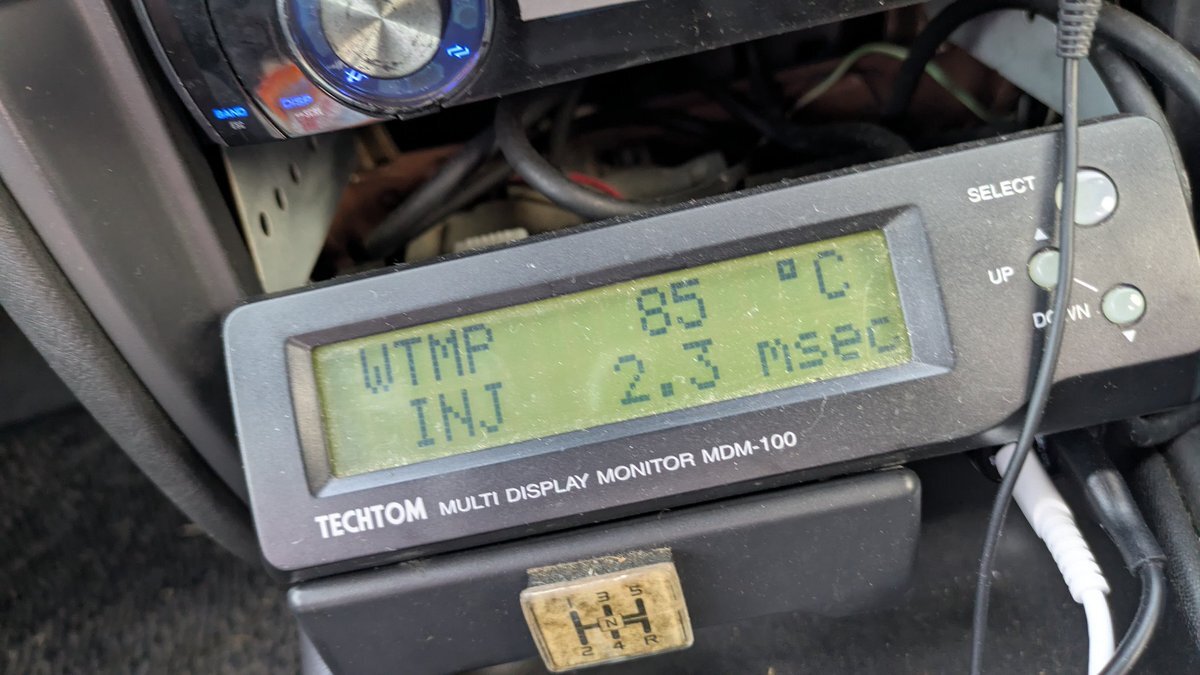 BAND
DISP
SELECT
UP
DOWN
WTMP 85 °C
INJ 2.3 msec
TECHTOM MULTI DISPLAY MONITOR MDM-100
1 3 5
N
2 4 R